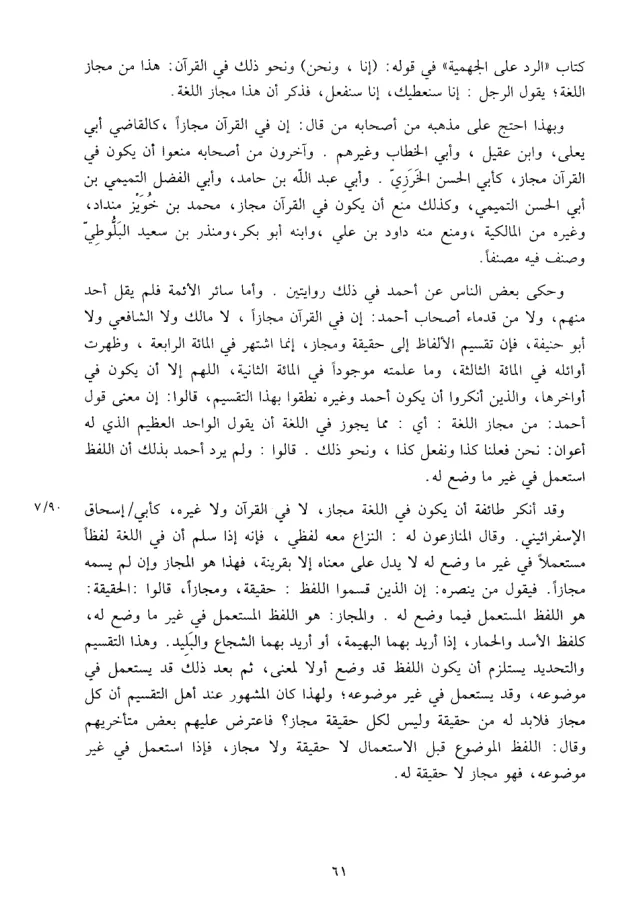 كتاب «الرد على الجهمية» في قوله: (إنا ، ونحن) ونحو ذلك في القرآن: هذا من مجاز
اللغة؛ يقول الرجل : إنا سنعطيك، إنا سنفعل، فذكر أن هذا مجاز اللغة.
وبهذا احتج على مذهبه من أصحابه من قال: إن في القرآن مجازاً ،كالقاضي أبي
يعلى، وابن عقيل ، وأبي الخطاب وغيرهم . وآخرون من أصحابه منعوا أن يكون في
القرآن مجاز، كأبي الحسن الخَرَزِيّ . وأبي عبد اللّه بن حامد، وأبي الفضل التميمي بن
أبي الحسن التميمي، وكذلك منع أن يكون في القرآن مجاز، محمد بن خُوَيْز منداد،
وغيره من المالكية ،ومنع منه داود بن علي ،وابنه أبو بكر،ومنذر بن سعيد البَلُّوطِيّ
وصنف فيه مصنفاً.
وحكى بعض الناس عن أحمد في ذلك روايتين . وأما سائر الأئمة فلم يقل أحد
منهم، ولا من قدماء أصحاب أحمد: إن في القرآن مجازاً ، لا مالك ولا الشافعي ولا
أبو حنيفة، فإن تقسيم الألفاظ إلى حقيقة ومجاز، إنما اشتهر في المائة الرابعة ، وظهرت
أوائله في المائة الثالثة، وما علمته موجوداً في المائة الثانية، اللهم إلا أن يكون في
أواخرها، والذين أنكروا أن يكون أحمد وغيره نطقوا بهذا التقسيم، قالوا: إن معنى قول
أحمد: من مجاز اللغة : أي : مما يجوز في اللغة أن يقول الواحد العظيم الذي له
أعوان: نحن فعلنا كذا ونفعل كذا ، ونحو ذلك . قالوا : ولم يرد أحمد بذلك أن اللفظ
استعمل في غير ما وضع له.
وقد أنكر طائفة أن يكون في اللغة مجاز، لا في القرآن ولا غيره، كأبي/إسحاق ٧/٩٠
الإسفرائيني. وقال المنازعون له : النزاع معه لفظي ، فإنه إذا سلم أن في اللغة لفظاً
مستعملاً في غير ما وضع له لا يدل على معناه إلا بقرينة، فهذا هو المجاز وإن لم يسمه
مجازاً. فيقول من ينصره: إن الذين قسموا اللفظ : حقيقة، ومجازاً، قالوا :الحقيقة:
هو اللفظ المستعمل فيما وضع له . والمجاز: هو اللفظ المستعمل في غير ما وضع له،
كلفظ الأسد والحمار، إذا أريد بهما البهيمة، أو أريد بهما الشجاع والبَلِيد. وهذا التقسيم
والتحديد يستلزم أن يكون اللفظ قد وضع أولا لمعنى، ثم بعد ذلك قد يستعمل في
موضوعه، وقد يستعمل في غير موضوعه؛ ولهذا كان المشهور عند أهل التقسيم أن كل
مجاز فلابد له من حقيقة وليس لكل حقيقة مجاز؟ فاعترض عليهم بعض متأخريهم
وقال: اللفظ الموضوع قبل الاستعمال لا حقيقة ولا مجاز، فإذا استعمل في غير
موضوعه، فهو مجاز لا حقيقة له.
٦١